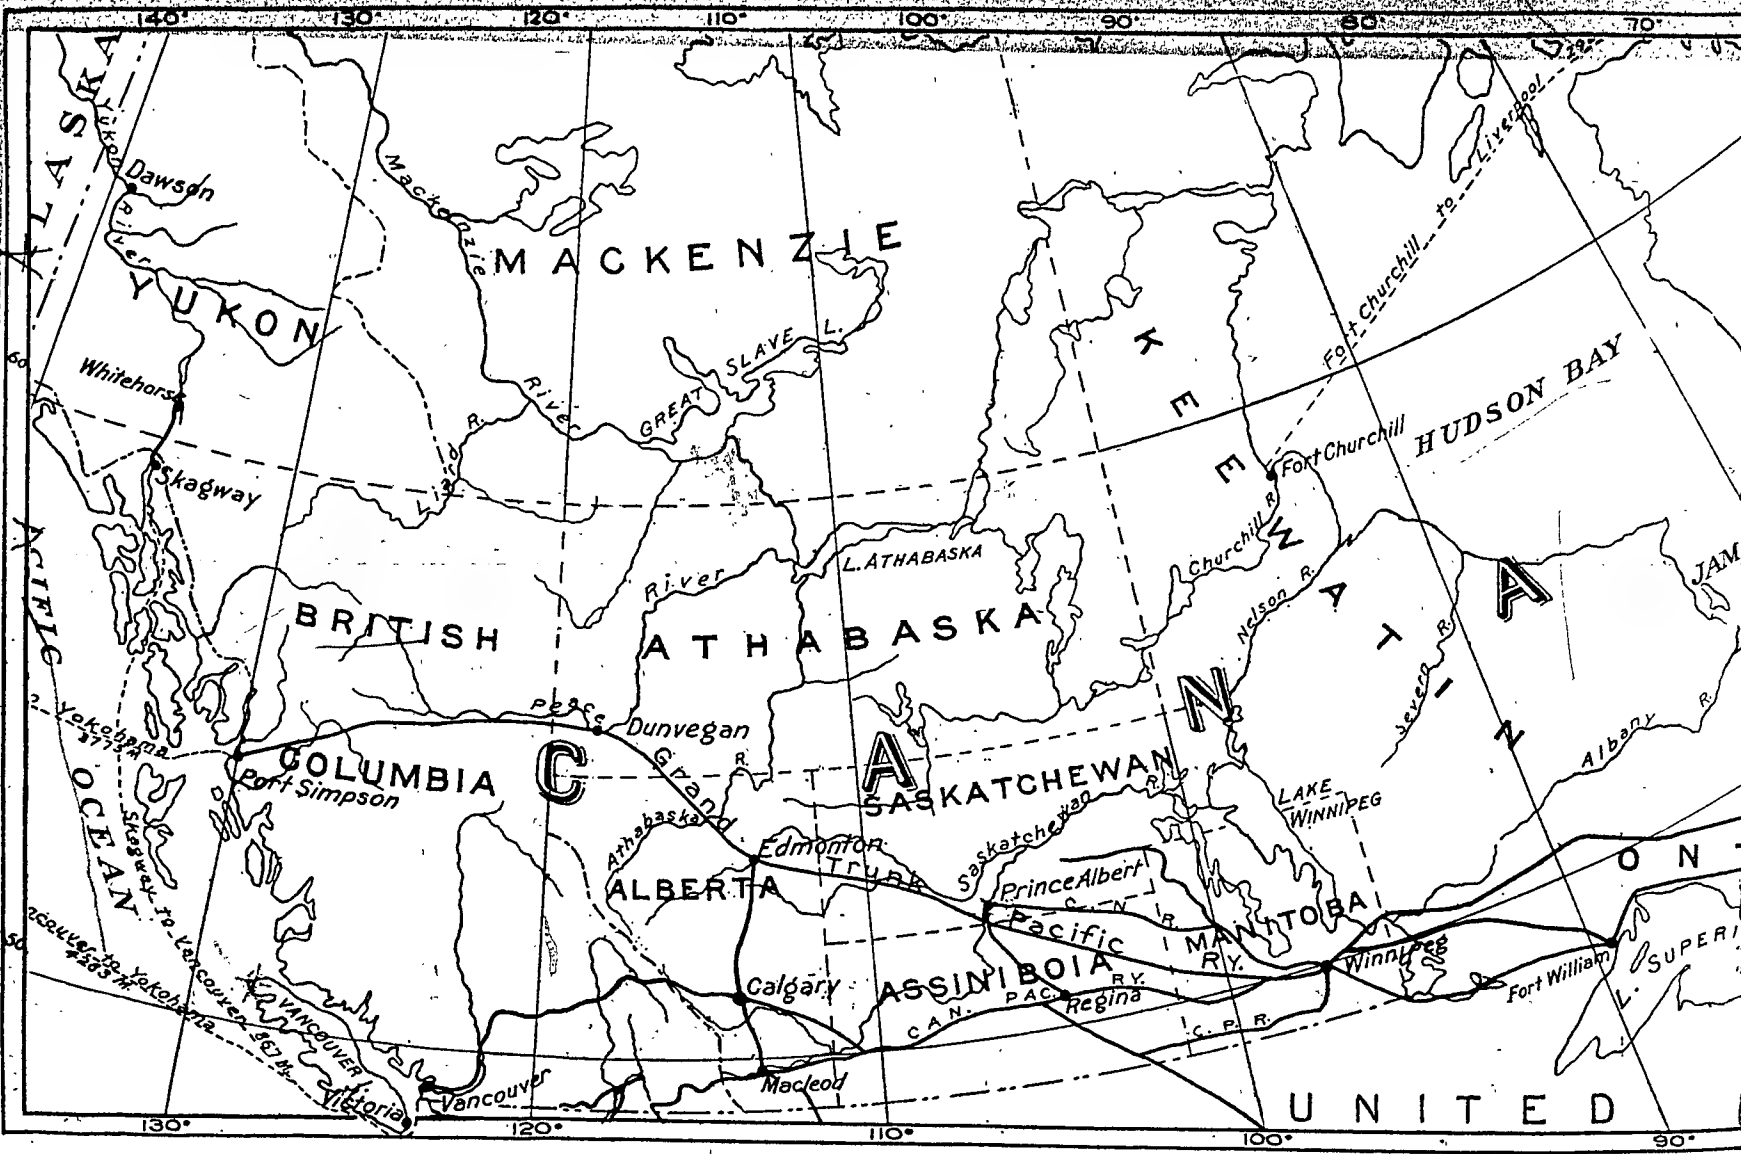 140° 130° 120° 110° 100° 90° 80° 70°
ALASKA
Yukon
River
Dawson
Mackenzie
River
MACKENZIE
YUKON
Whitehorse
60
Skagway
GREAT SLAVE L.
Liard R.
KEEWATIN
Fort Churchill to Liverpool
HUDSON BAY
Fort Churchill
Churchill R.
Nelson R.
Severn R.
Albany R.
JAM
L. ATHABASKA
River
BRITISH
COLUMBIA
ATHABASKA
CANA
Peace
R.
Dunvegan
Port Simpson
Yokohama
OCEAN
Skagway to Vancouver 867 M.
Vancouver to Yokohama
4283 M.
Grand
Trunk
Pacific
RY.
Athabaska
SASKATCHEWAN
Saskatchewan
R.
LAKE
WINNIPEG
Edmonton
ALBERTA
Prince Albert
C. N. R.
MANITOBA
ONT
ASSINIBOIA
Calgary
CAN. PAC. RY.
Regina
Winnipeg
Fort William
L. SUPERI
C. P. R.
VANCOUVER I.
Victoria
Vancouver
Macleod
50
UNITED
130° 120° 110° 100° 90°